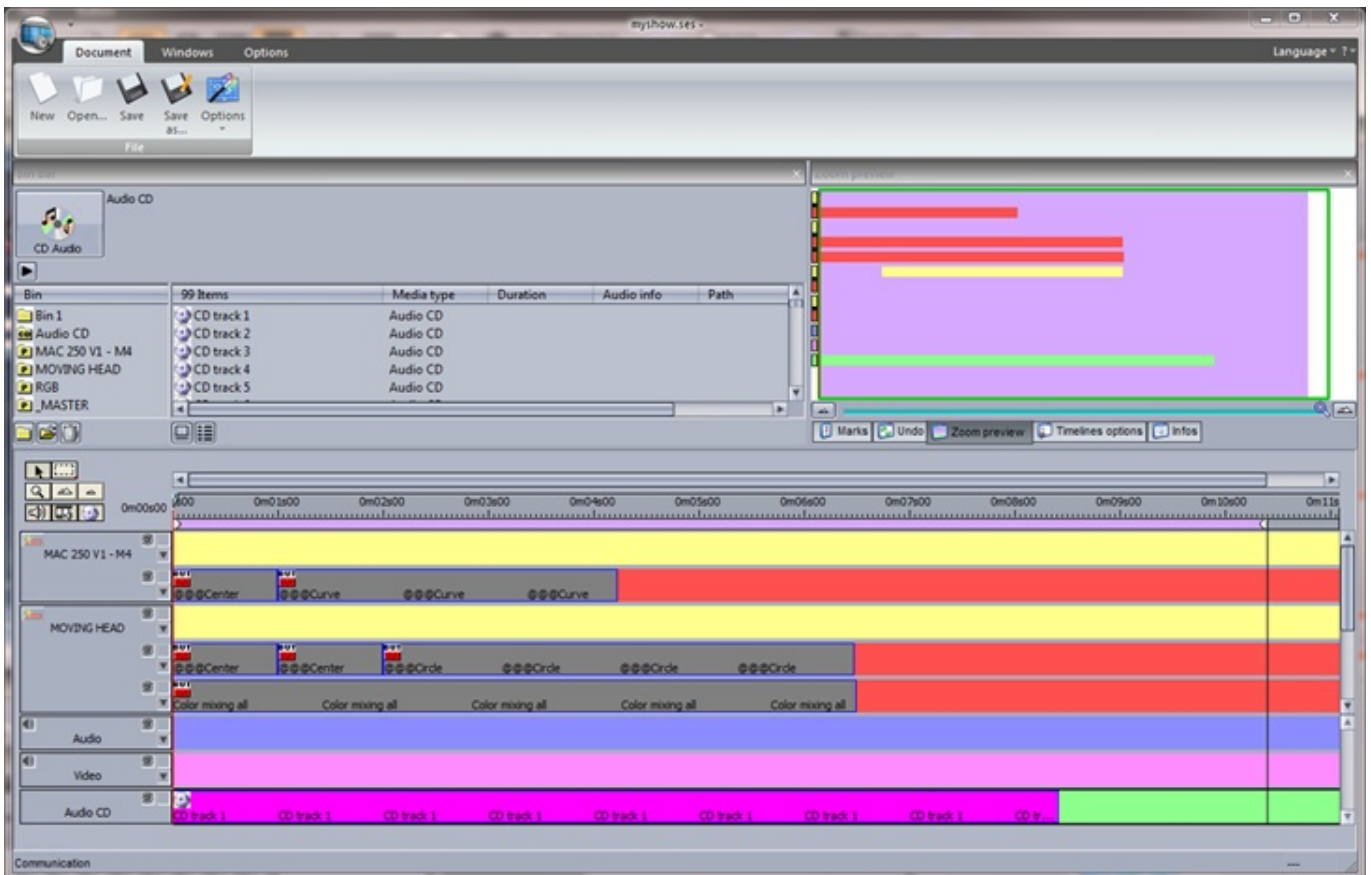 myshow.ses -
Document Windows Options Language ?
New Open... Save Save as... Options
File
Bin bar
Zoom preview
Audio CD
CD Audio
Bin 99 Items Media type Duration Audio info Path
Bin 1 CD track 1 Audio CD
Audio CD CD track 2 Audio CD
MAC 250 V1 - M4 CD track 3 Audio CD
MOVING HEAD CD track 4 Audio CD
RGB CD track 5 Audio CD
_MASTER
Marks Undo Zoom preview Timelines options Infos
0m00s00 s00 0m01s00 0m02s00 0m03s00 0m04s00 0m05s00 0m06s00 0m07s00 0m08s00 0m09s00 0m10s00 0m11s
MAC 250 V1 - M4
@@@Center @@@Curve @@@Curve @@@Curve
MOVING HEAD
@@@Center @@@Center @@@Circle @@@Circle @@@Circle @@@Circle
Color mixing all Color mixing all Color mixing all Color mixing all Color mixing all
Audio
Video
Audio CD
CD track 1 CD track 1 CD track 1 CD track 1 CD track 1 CD track 1 CD track 1 CD track 1 CD tr...
Communication ---